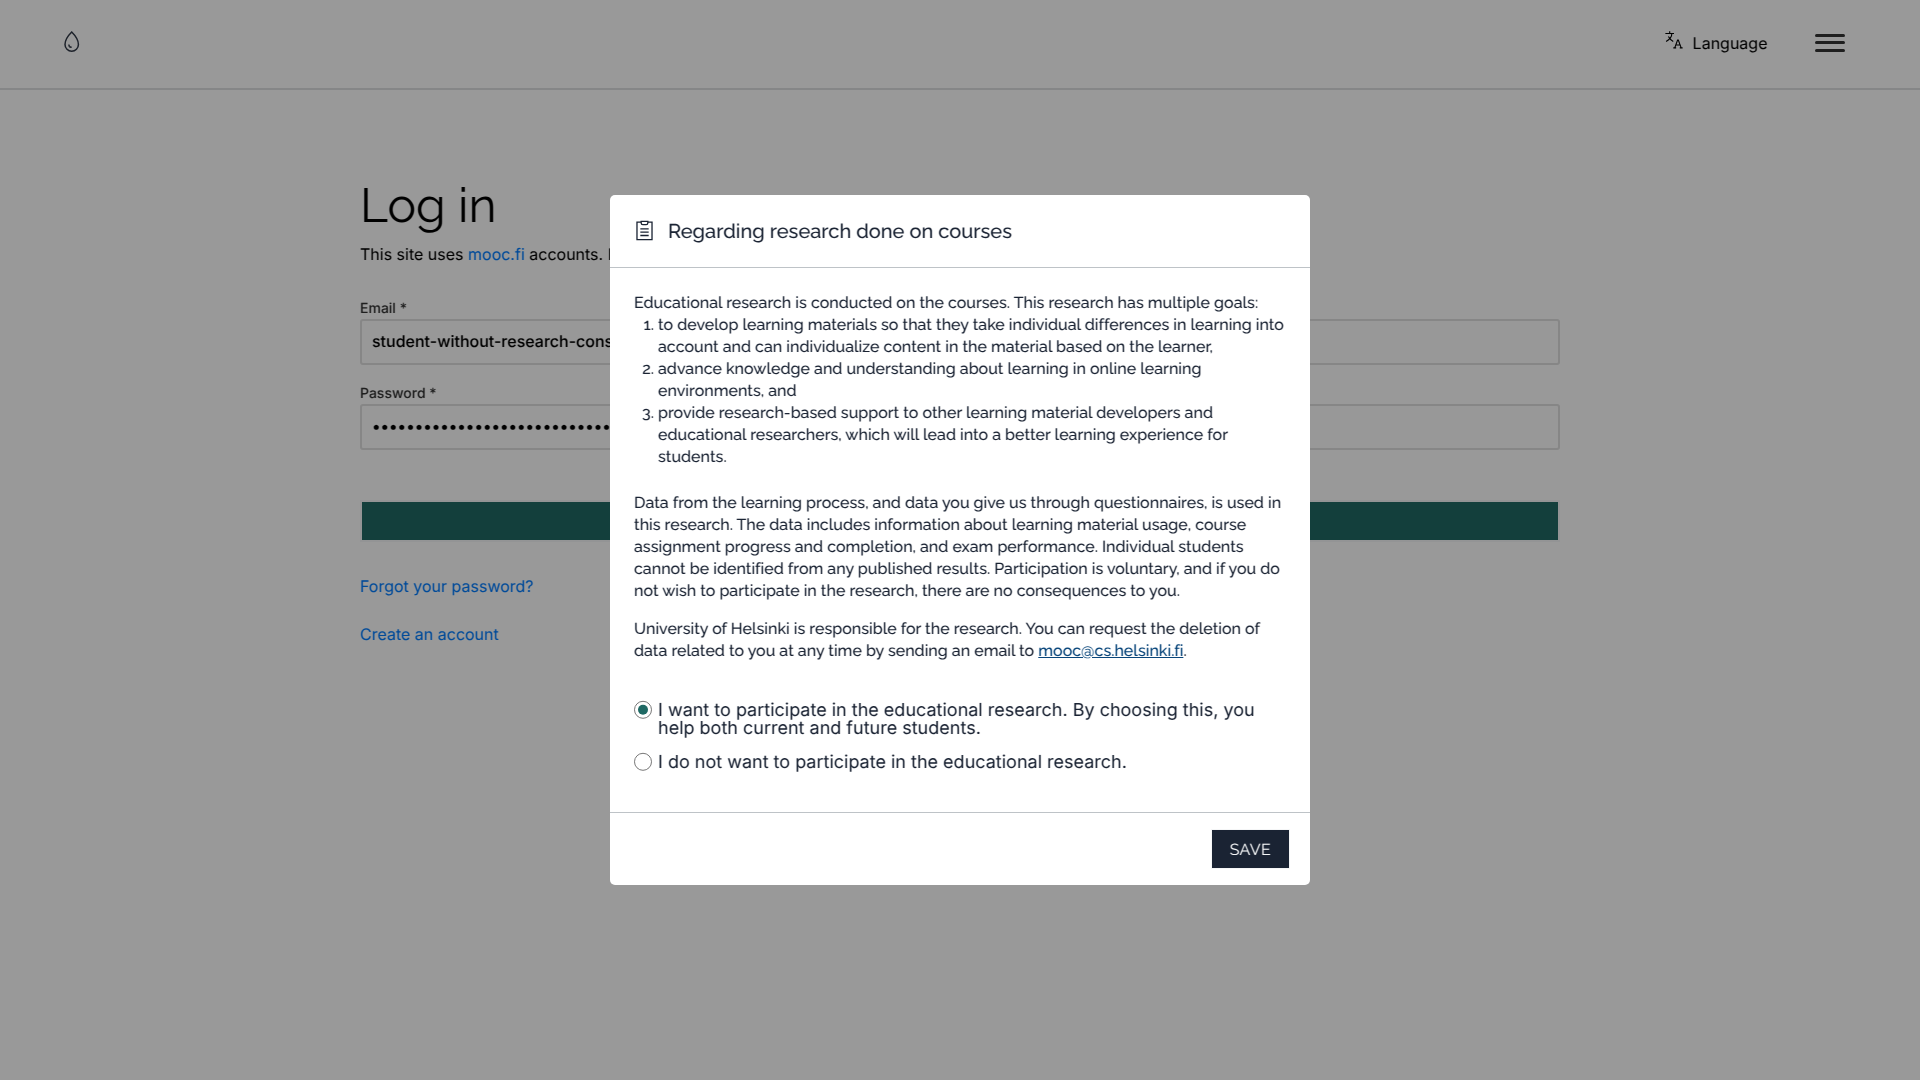 Language
Log in
This site uses mooc.fi accounts.
Email *
student-without-research-cons
Password *
Forgot your password?
Create an account
Regarding research done on courses
Educational research is conducted on the courses. This research has multiple goals:
1. to develop learning materials so that they take individual differences in learning into
account and can individualize content in the material based on the learner,
2. advance knowledge and understanding about learning in online learning
environments, and
3. provide research-based support to other learning material developers and
educational researchers, which will lead into a better learning experience for
students.
Data from the learning process, and data you give us through questionnaires, is used in
this research. The data includes information about learning material usage, course
assignment progress and completion, and exam performance. Individual students
cannot be identified from any published results. Participation is voluntary, and if you do
not wish to participate in the research, there are no consequences to you.
University of Helsinki is responsible for the research. You can request the deletion of
data related to you at any time by sending an email to mooc@cs.helsinki.fi.
I want to participate in the educational research. By choosing this, you
help both current and future students.
I do not want to participate in the educational research.
SAVE